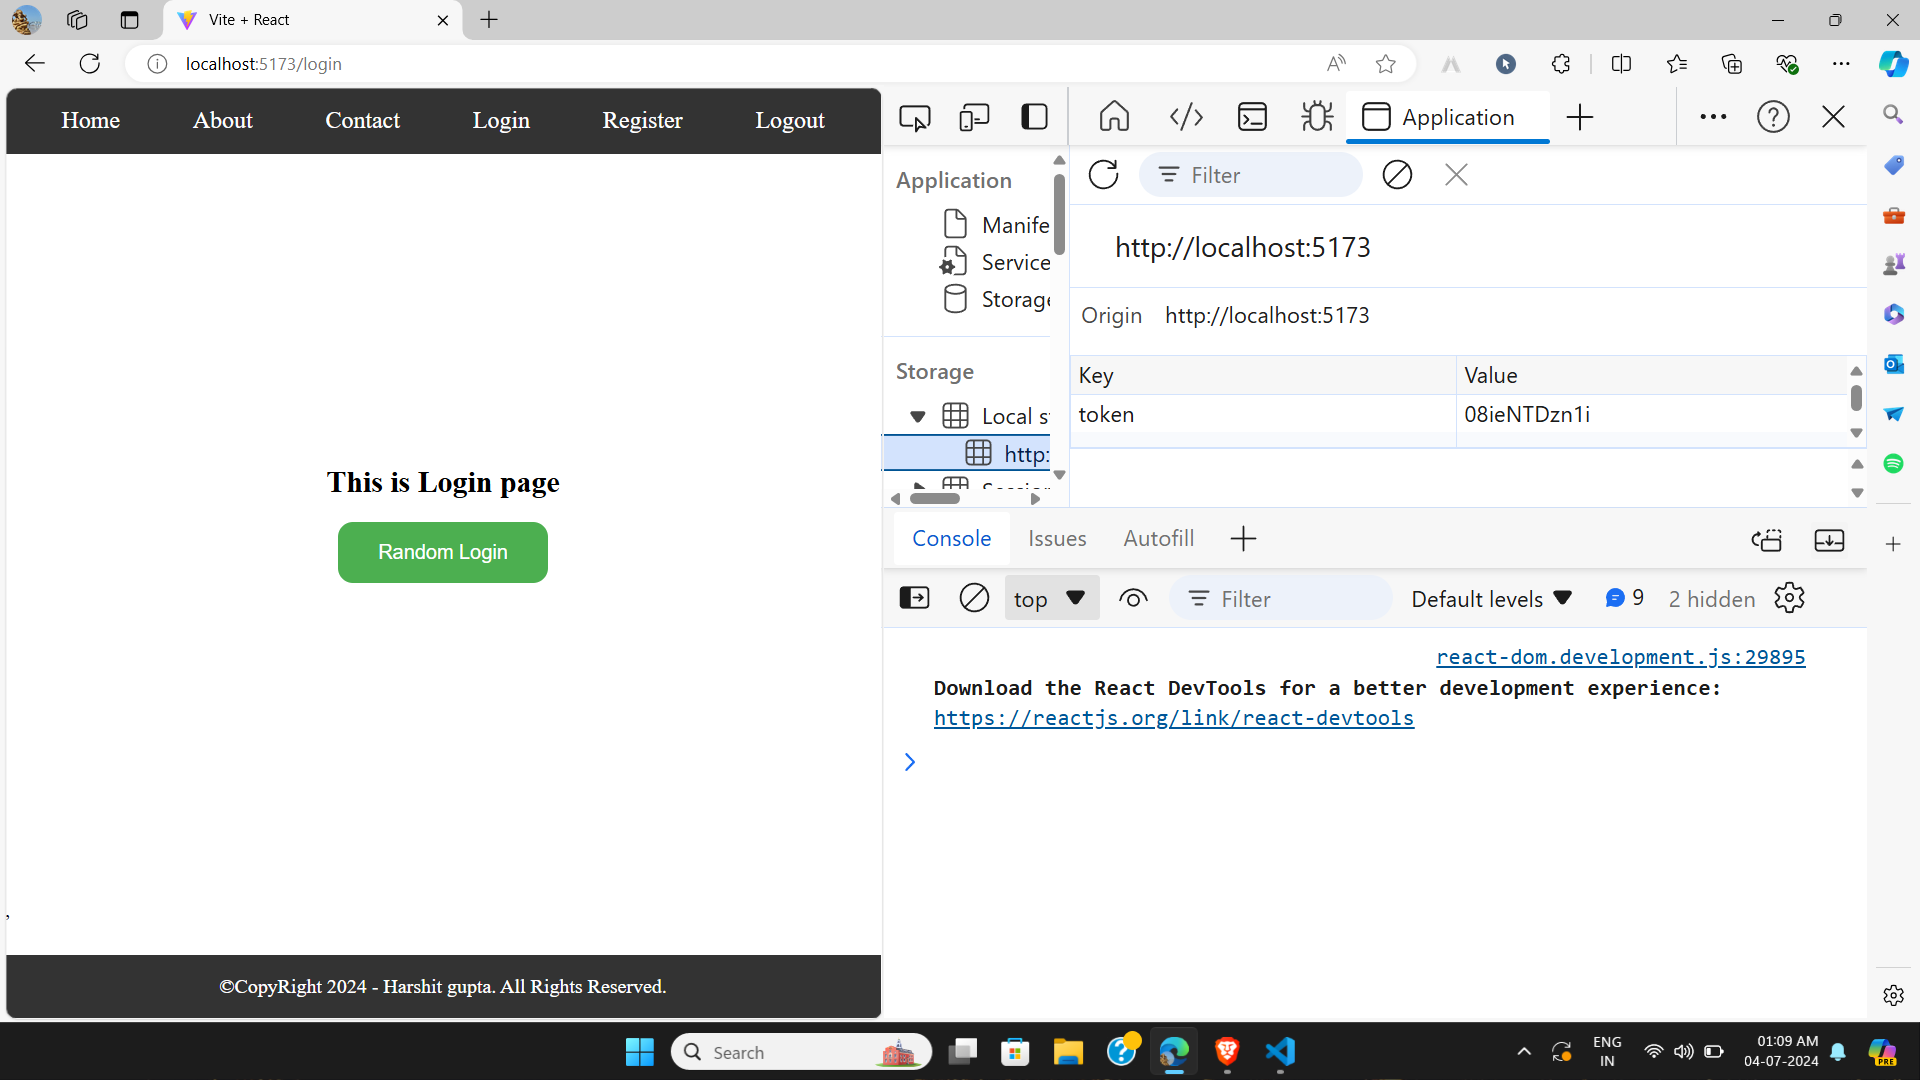 Vite + React
localhost:5173/login
Home About Contact Login Register Logout
This is Login page
Random Login
,
©CopyRight 2024 - Harshit gupta. All Rights Reserved.
Application
Filter
Application
Manife
Service
Storage
http://localhost:5173
Origin http://localhost:5173
Storage
Local s
http:
Key Value
token 08ieNTDzn1i
Console Issues Autofill
top Filter Default levels 9 2 hidden
react-dom.development.js:29895
Download the React DevTools for a better development experience:
https://reactjs.org/link/react-devtools
Search
ENG
IN
01:09 AM
04-07-2024
PRE